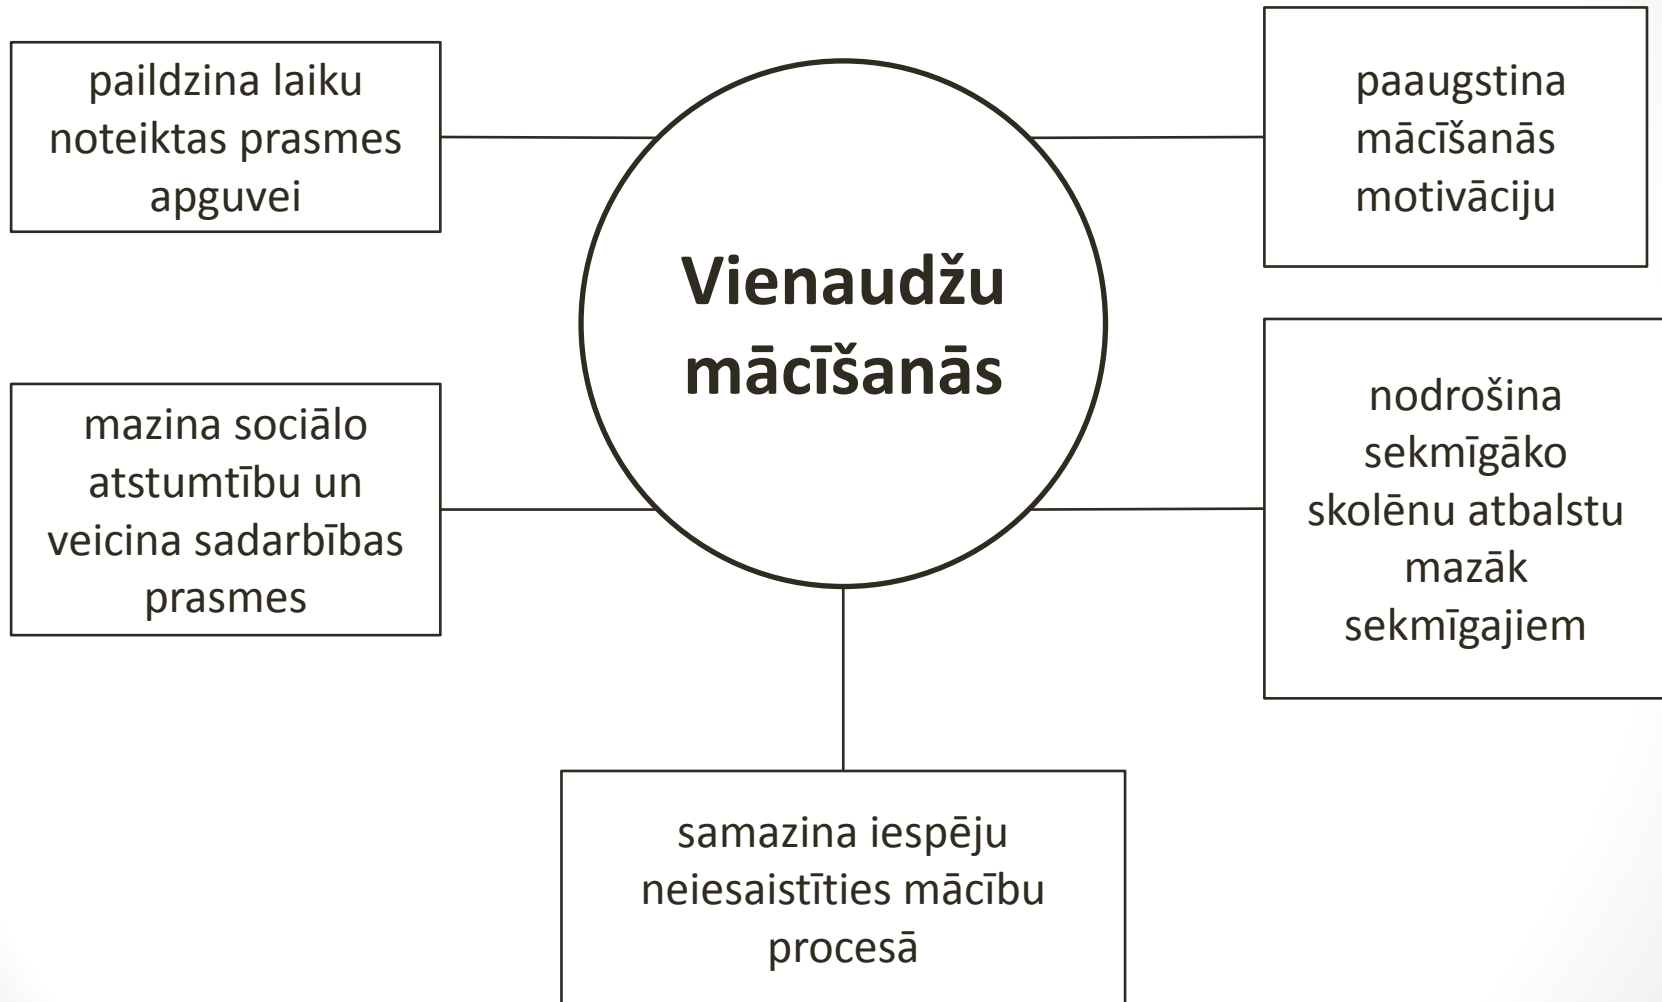 paildzina laiku
noteiktas prasmes
apguvei
paaugstina
mācīšanās
motivāciju
Vienaudžu
mācīšanās
mazina sociālo
atstumtību un
veicina sadarbības
prasmes
nodrošina
sekmīgāko
skolēnu atbalstu
mazāk
sekmīgajiem
samazina iespēju
neiesaistīties mācību
procesā